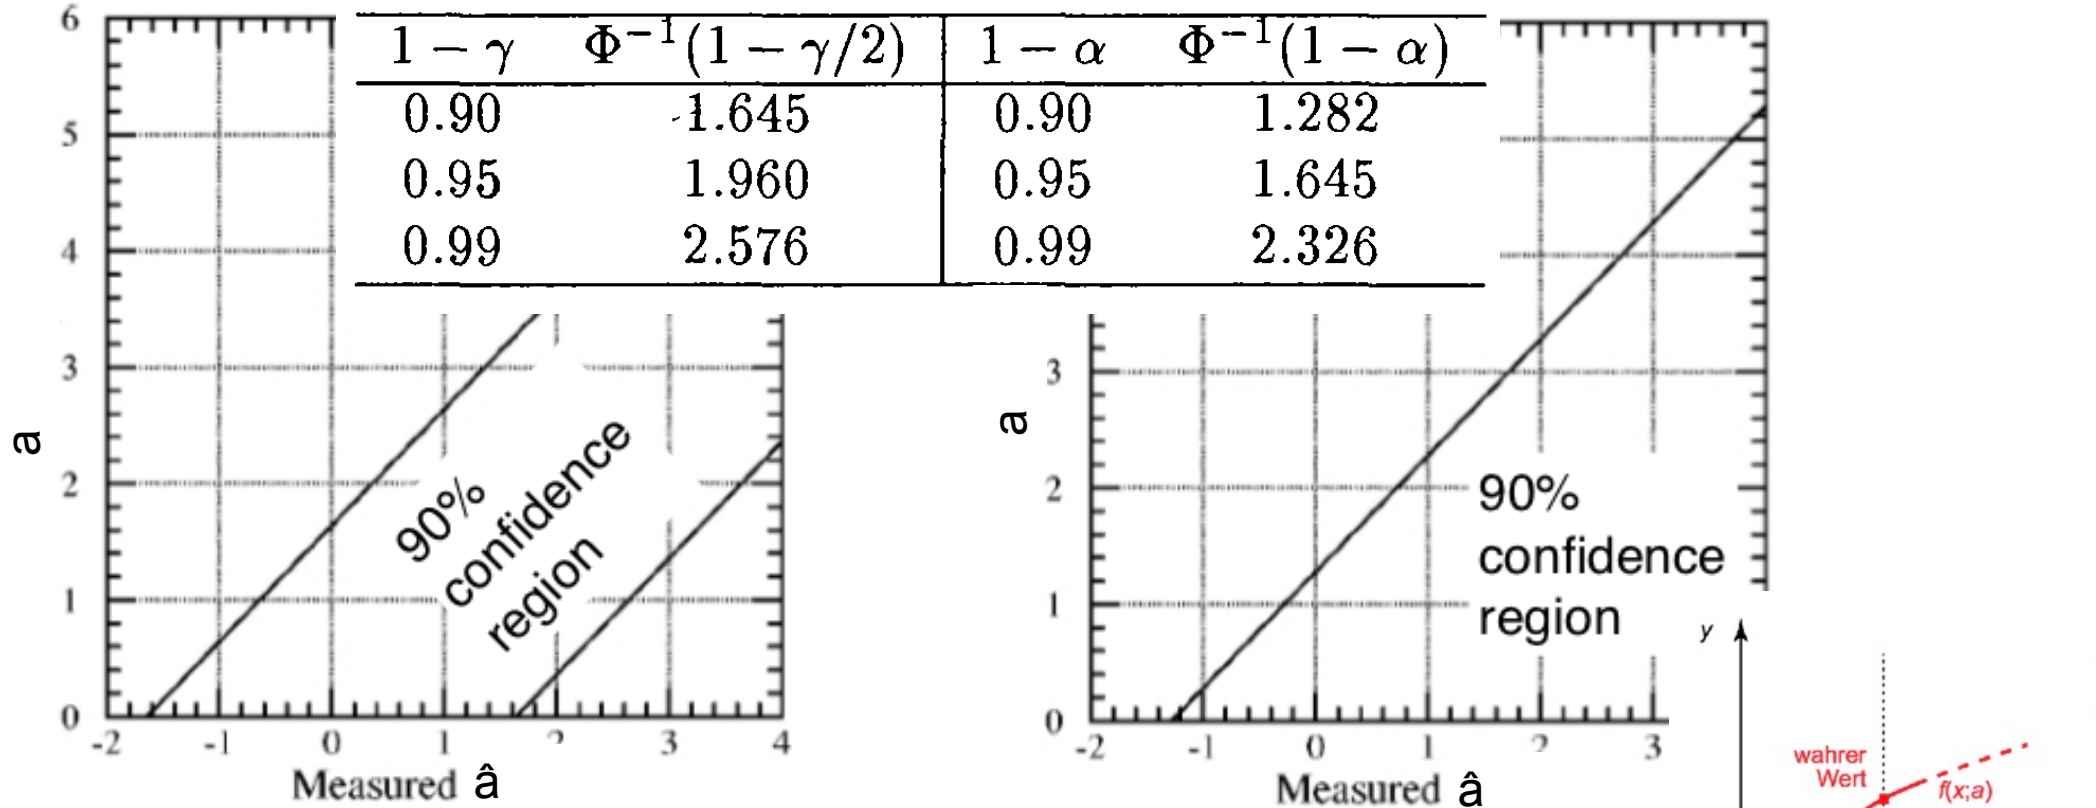 1 − γ Φ⁻¹(1 − γ/2) 1 − α Φ⁻¹(1 − α)
0.90 1.645 0.90 1.282
0.95 1.960 0.95 1.645
0.99 2.576 0.99 2.326
6
5
4
3
2
1
0
a
90%
confidence
region
-2 -1 0 1 2 3 4
Measured â
3
2
1
0
a
90%
confidence
region
-2 -1 0 1 2 3
Measured â
y
wahrer
Wert
f(x;a)